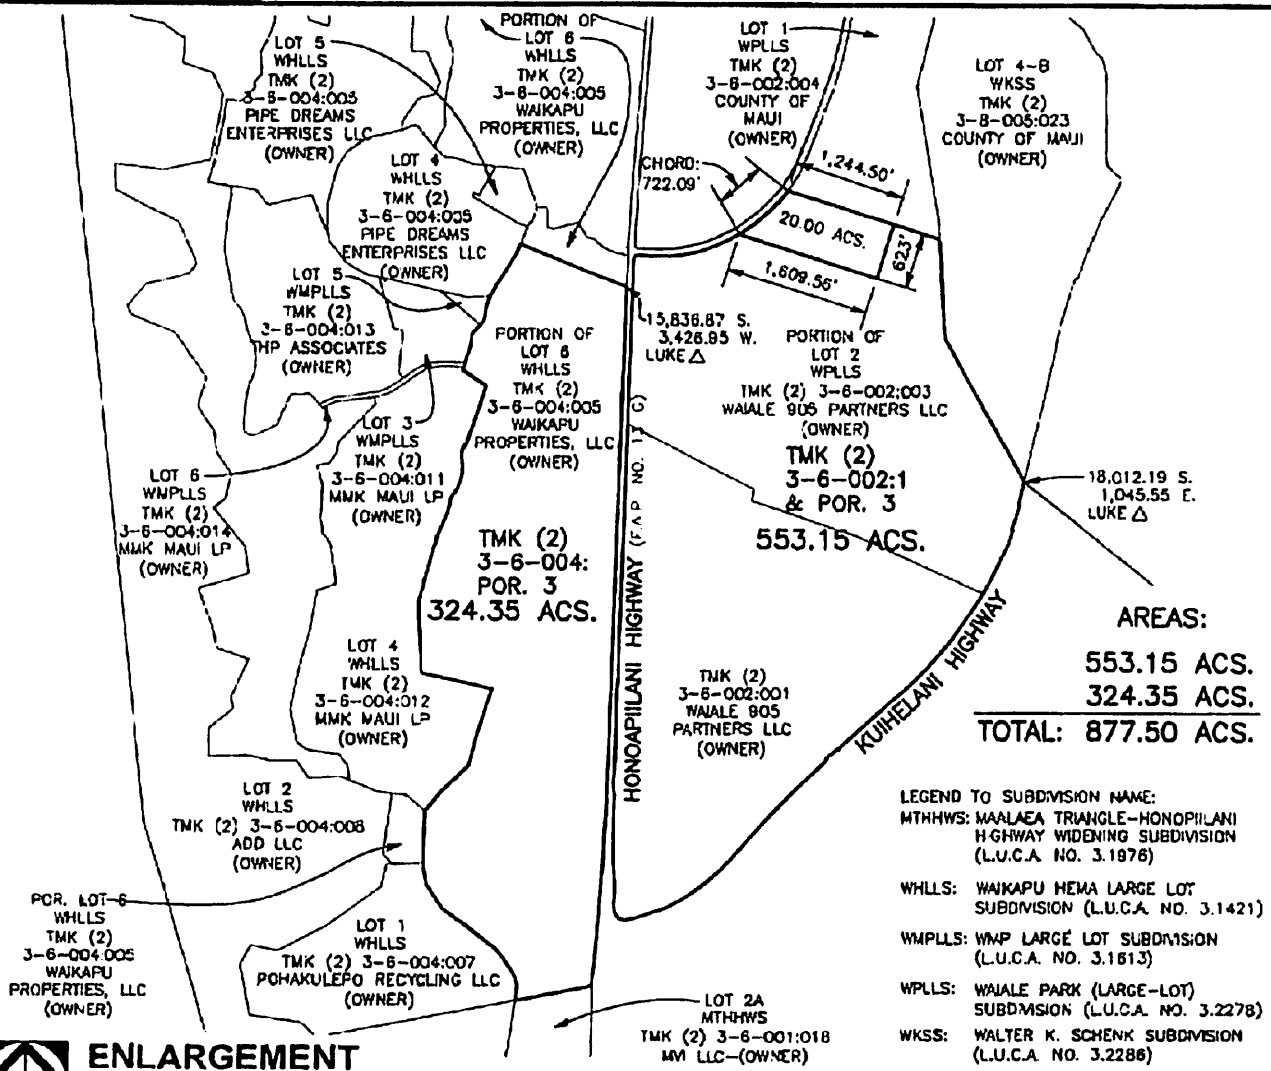 LOT 5
WHLLS
TMK (2)
3-6-004:005
PIPE DREAMS
ENTERPRISES LLC
(OWNER)
PORTION OF
LOT 6
WHLLS
TMK (2)
3-6-004:005
WAIKAPU
PROPERTIES, LLC
(OWNER)
LOT 1
WPLLS
TMK (2)
3-6-002:004
COUNTY OF
MAUI
(OWNER)
LOT 4-B
WKSS
TMK (2)
3-8-005:023
COUNTY OF MAUI
(OWNER)
LOT 4
WHLLS
TMK (2)
3-6-004:005
PIPE DREAMS
ENTERPRISES LLC
(OWNER)
CHORD:
722.09'
1,244.50'
20.00 ACS.
623'
1,609.56'
LOT 5
WMPLLS
TMK (2)
3-6-004:013
THP ASSOCIATES
(OWNER)
15,836.87 S.
3,426.95 W.
LUKE △
PORTION OF
LOT 6
WHLLS
TMK (2)
3-6-004:005
WAIKAPU
PROPERTIES, LLC
(OWNER)
PORTION OF
LOT 2
WPLLS
TMK (2) 3-6-002:003
WAIALE 905 PARTNERS LLC
(OWNER)
TMK (2)
3-6-002:1
& POR. 3
553.15 ACS.
LOT 3
WMPLLS
TMK (2)
3-6-004:011
MMK MAUI LP
(OWNER)
LOT 6
WMPLLS
TMK (2)
3-6-004:014
MMK MAUI LP
(OWNER)
18,012.19 S.
1,045.55 E.
LUKE △
TMK (2)
3-6-004:
POR. 3
324.35 ACS.
HONOAPIILANI HIGHWAY (F.A.P. NO. 13 G)
KUIHELANI HIGHWAY
AREAS:
553.15 ACS.
324.35 ACS.
TOTAL: 877.50 ACS.
LOT 4
WHLLS
TMK (2)
3-6-004:012
MMK MAUI LP
(OWNER)
TMK (2)
3-6-002:001
WAIALE 905
PARTNERS LLC
(OWNER)
LOT 2
WHLLS
TMK (2) 3-6-004:008
ADD LLC
(OWNER)
LEGEND TO SUBDIVISION NAME:
MTHHWS: MAALAEA TRIANGLE-HONOPIILANI
HIGHWAY WIDENING SUBDIVISION
(L.U.C.A. NO. 3.1976)
WHLLS: WAIKAPU HEMA LARGE LOT
SUBDIVISION (L.U.C.A. NO. 3.1421)
WMPLLS: WMP LARGE LOT SUBDIVISION
(L.U.C.A. NO. 3.1613)
WPLLS: WAIALE PARK (LARGE-LOT)
SUBDIVISION (L.U.C.A. NO. 3.2278)
WKSS: WALTER K. SCHENK SUBDIVISION
(L.U.C.A. NO. 3.2286)
POR. LOT 6
WHLLS
TMK (2)
3-6-004:005
WAIKAPU
PROPERTIES, LLC
(OWNER)
LOT 1
WHLLS
TMK (2) 3-6-004:007
POHAKULEPO RECYCLING LLC
(OWNER)
LOT 2A
MTHHWS
TMK (2) 3-6-001:018
MVI LLC-(OWNER)
ENLARGEMENT